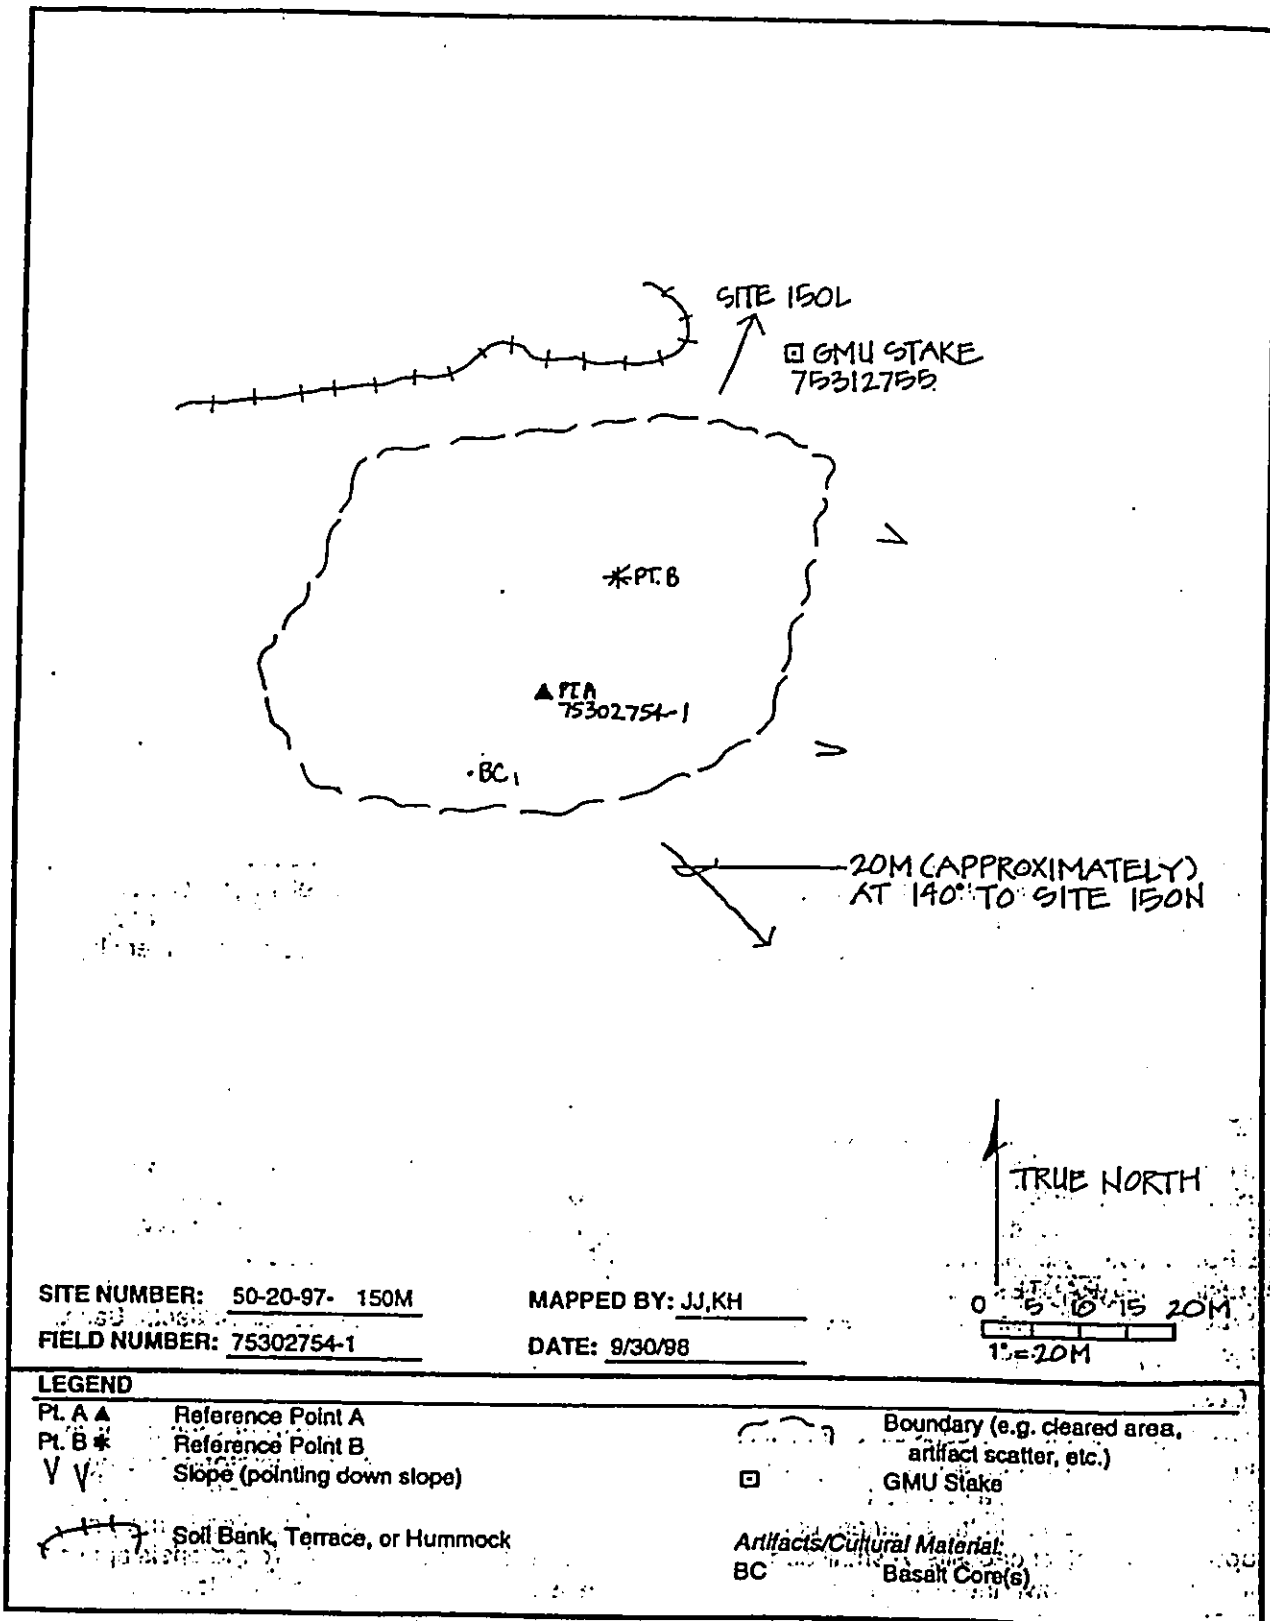 SITE 150L
GMU STAKE
75312755
PT. B
PT. A
75302754-1
BC 1
20M (APPROXIMATELY)
AT 140° TO SITE 150N
TRUE NORTH
0 5 10 15 20M
1" = 20M
SITE NUMBER: 50-20-97- 150M
MAPPED BY: JJ,KH
FIELD NUMBER: 75302754-1
DATE: 9/30/98
LEGEND
Pt. A Reference Point A
Pt. B Reference Point B
V V Slope (pointing down slope)
Soil Bank, Terrace, or Hummock
Boundary (e.g. cleared area,
artifact scatter, etc.)
GMU Stake
Artifacts/Cultural Material:
BC Basalt Core(s)